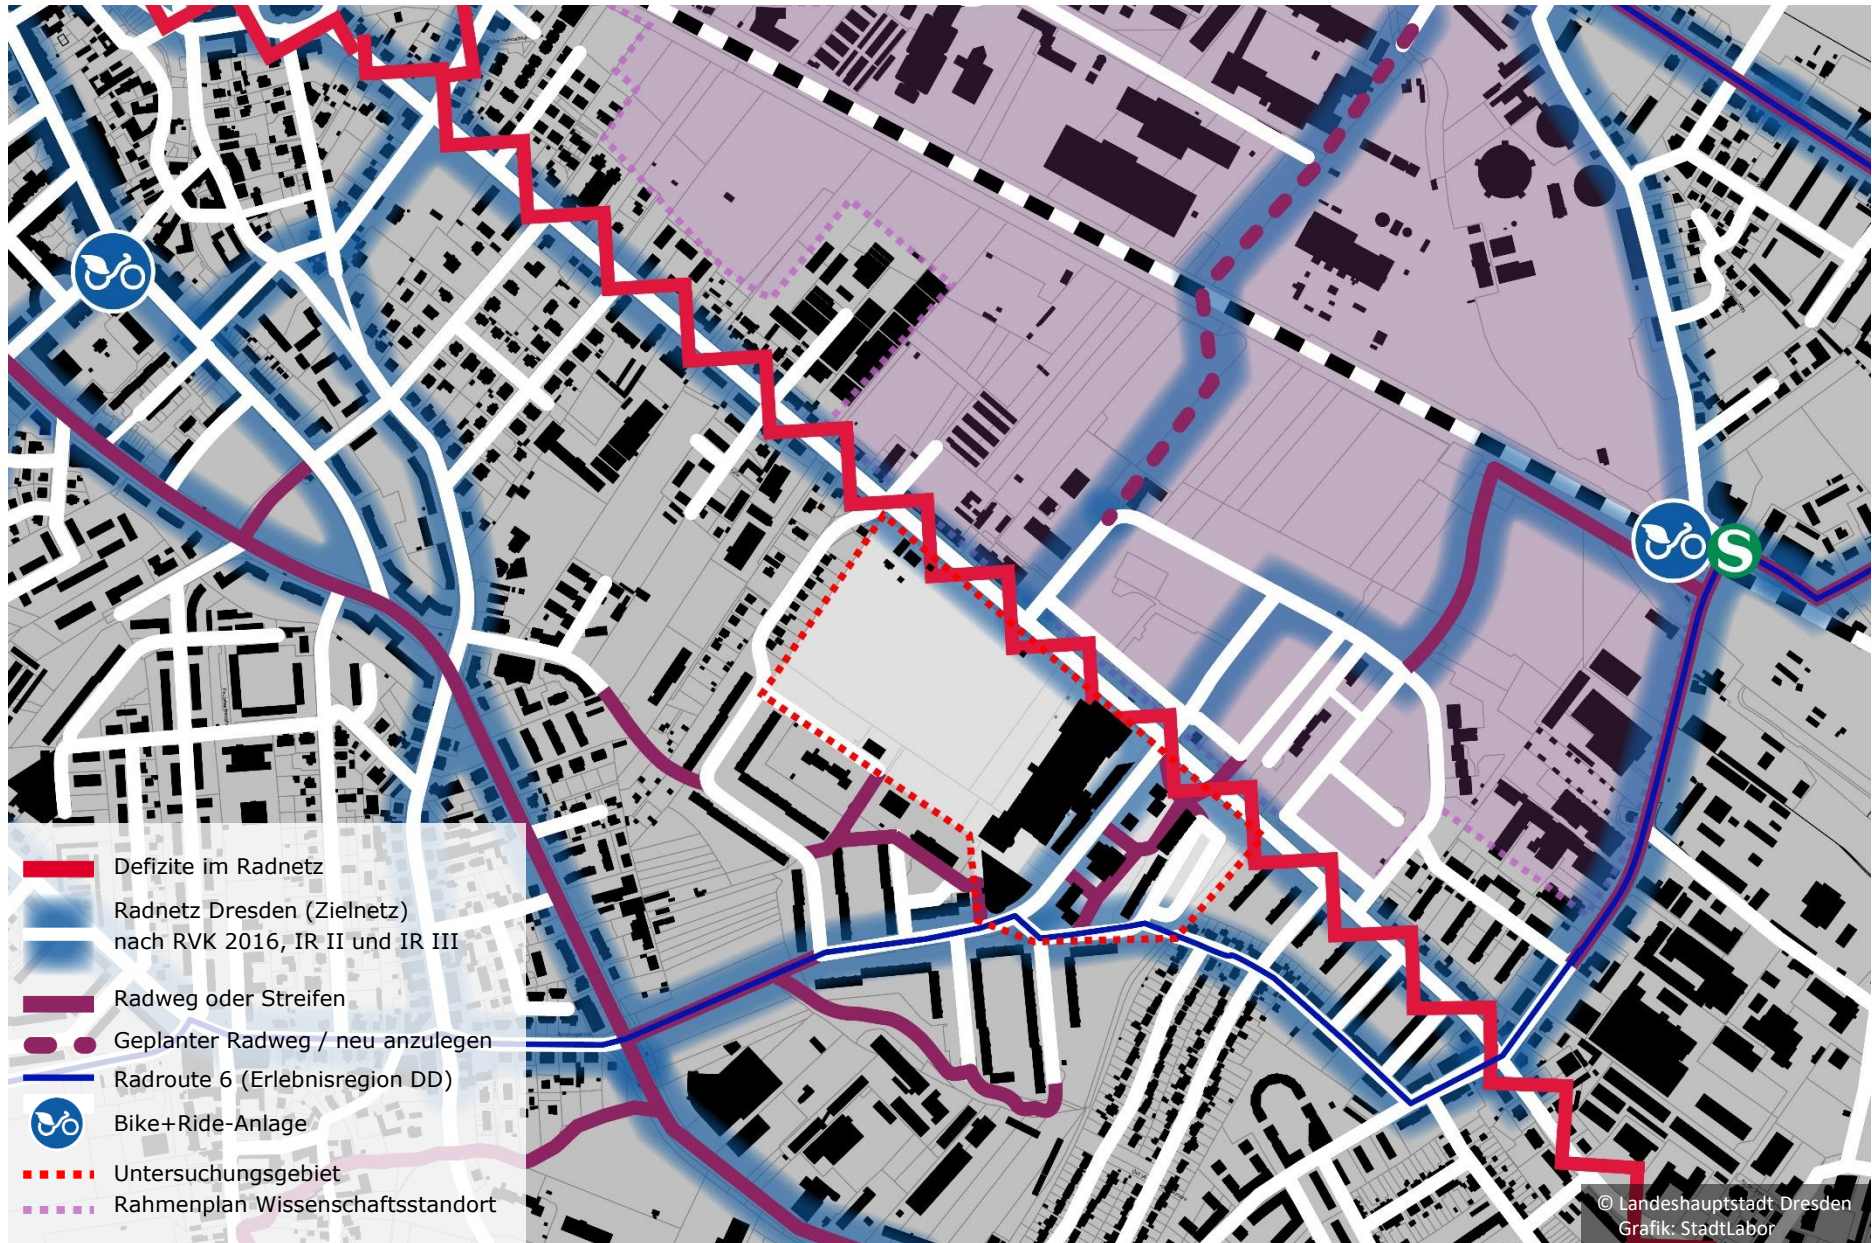 S
Defizite im Radnetz
Radnetz Dresden (Zielnetz)
nach RVK 2016, IR II und IR III
Radweg oder Streifen
Geplanter Radweg / neu anzulegen
Radroute 6 (Erlebnisregion DD)
Bike+Ride-Anlage
Untersuchungsgebiet
Rahmenplan Wissenschaftsstandort
© Landeshauptstadt Dresden
Grafik: StadtLabor